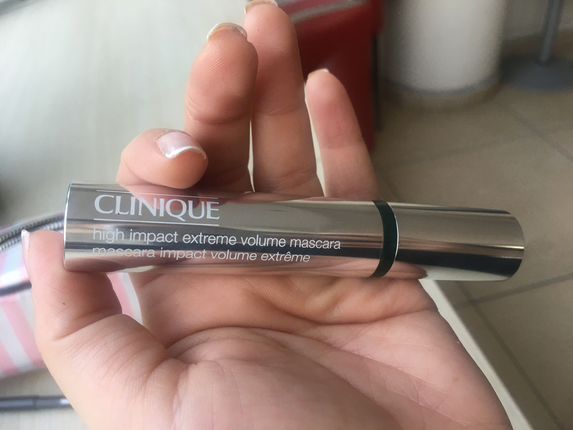 CLINIQUE
high impact extreme volume mascara
mascara impact volume extrême